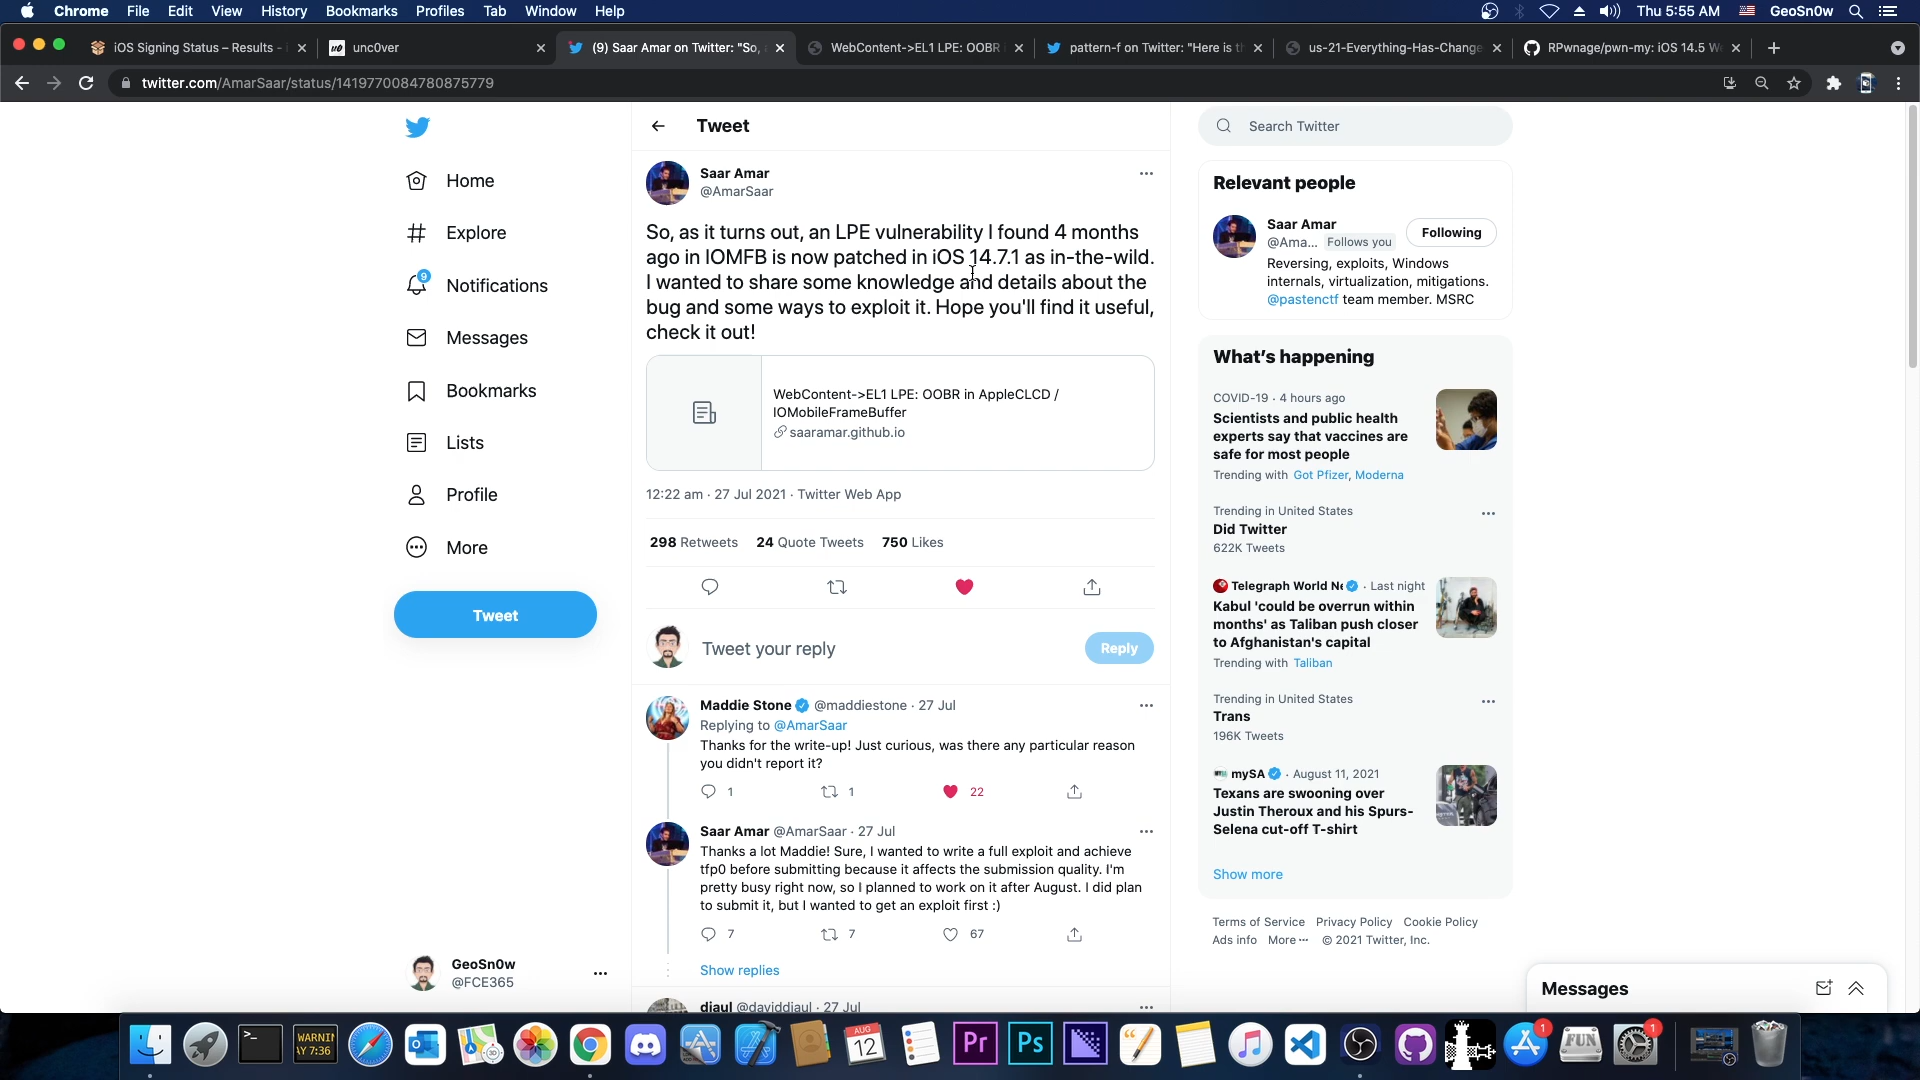 Chrome File Edit View History Bookmarks Profiles Tab Window Help
Thu 5:55 AM GeoSn0w
iOS Signing Status – Results -
unc0ver
(9) Saar Amar on Twitter: "So,
WebContent->EL1 LPE: OOBR
pattern-f on Twitter: "Here is t
us-21-Everything-Has-Change
RPwnage/pwn-my: iOS 14.5 W
twitter.com/AmarSaar/status/1419770084780875779
Home
Explore
9
Notifications
Messages
Bookmarks
Lists
Profile
More
Tweet
GeoSn0w
@FCE365
Tweet
Saar Amar
@AmarSaar
So, as it turns out, an LPE vulnerability I found 4 months
ago in IOMFB is now patched in iOS 14.7.1 as in-the-wild.
I wanted to share some knowledge and details about the
bug and some ways to exploit it. Hope you'll find it useful,
check it out!
WebContent->EL1 LPE: OOBR in AppleCLCD /
IOMobileFrameBuffer
saaramar.github.io
12:22 am · 27 Jul 2021 · Twitter Web App
298 Retweets 24 Quote Tweets 750 Likes
Tweet your reply
Reply
Maddie Stone @maddiestone · 27 Jul
Replying to @AmarSaar
Thanks for the write-up! Just curious, was there any particular reason
you didn't report it?
1 1 22
Saar Amar @AmarSaar · 27 Jul
Thanks a lot Maddie! Sure, I wanted to write a full exploit and achieve
tfp0 before submitting because it affects the submission quality. I'm
pretty busy right now, so I planned to work on it after August. I did plan
to submit it, but I wanted to get an exploit first :)
7 7 67
Show replies
djaul @daviddjaul · 27 Jul
Search Twitter
Relevant people
Saar Amar
@Ama... Follows you
Following
Reversing, exploits, Windows
internals, virtualization, mitigations.
@pastenctf team member. MSRC
What's happening
COVID-19 · 4 hours ago
Scientists and public health
experts say that vaccines are
safe for most people
Trending with Got Pfizer, Moderna
Trending in United States
Did Twitter
622K Tweets
Telegraph World Ne · Last night
Kabul 'could be overrun within
months' as Taliban push closer
to Afghanistan's capital
Trending with Taliban
Trending in United States
Trans
196K Tweets
mySA · August 11, 2021
Texans are swooning over
Justin Theroux and his Spurs-
Selena cut-off T-shirt
Show more
Terms of Service Privacy Policy Cookie Policy
Ads info More ··· © 2021 Twitter, Inc.
Messages
WARNIN
AY 7:36
AUG
12
Pr
Ps
1
FUN
1